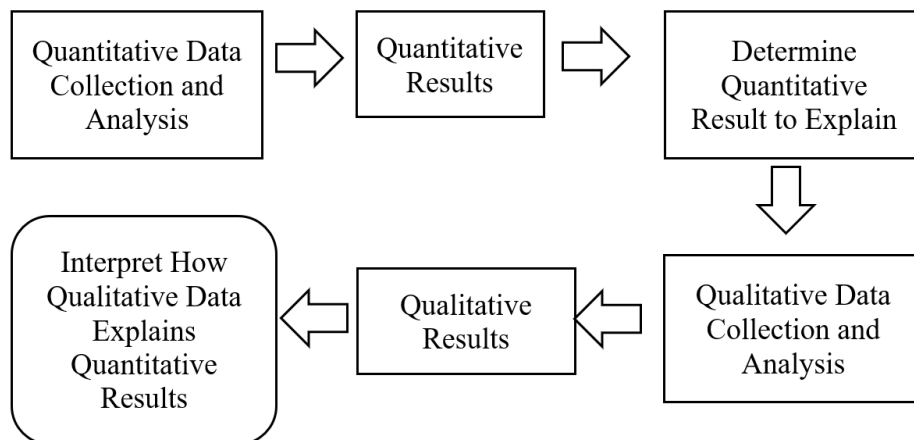 Quantitative Data
Collection and
Analysis
Quantitative
Results
Determine
Quantitative
Result to Explain
Qualitative Data
Collection and
Analysis
Qualitative
Results
Interpret How
Qualitative Data
Explains
Quantitative
Results